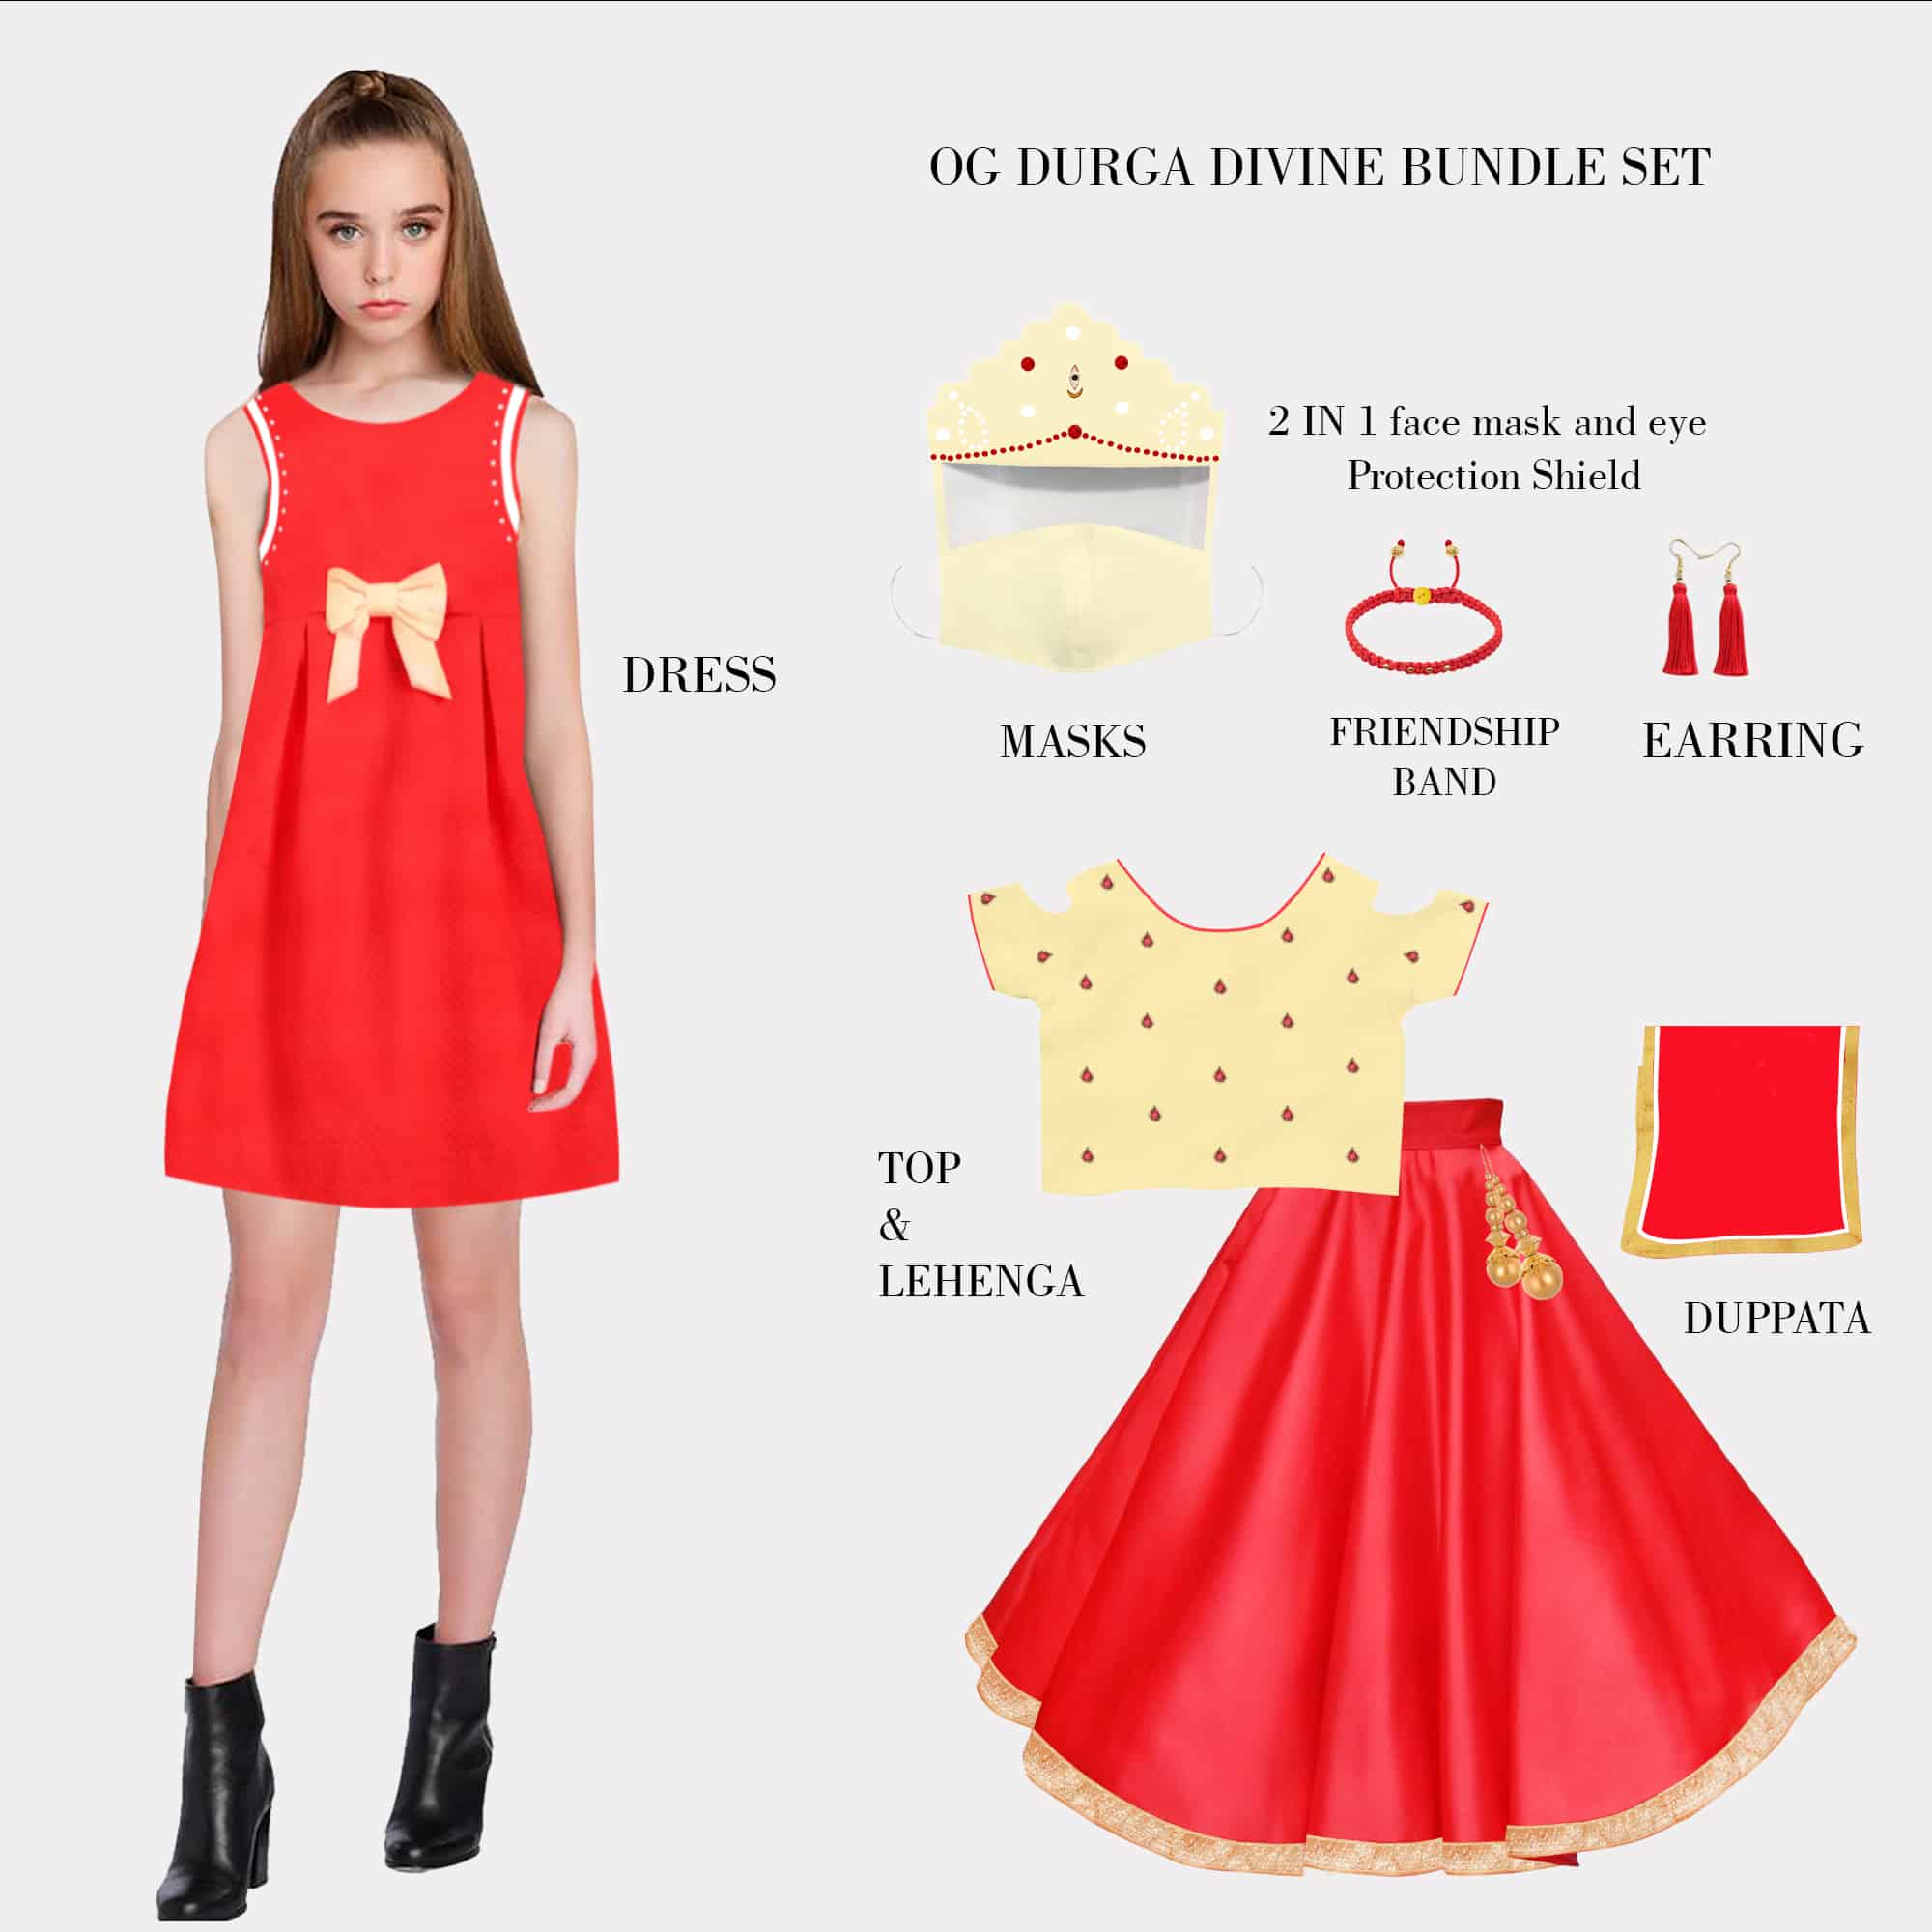 OG DURGA DIVINE BUNDLE SET
2 IN 1 face mask and eye
Protection Shield
DRESS
MASKS
FRIENDSHIP
BAND
EARRING
TOP
&
LEHENGA
DUPPATA